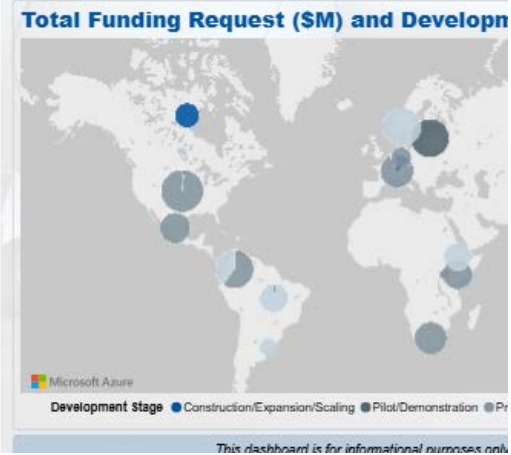 Total Funding Request ($M) and Developm
Microsoft Azure
Development Stage Construction/Expansion/Scaling Pilot/Demonstration Pr
This dashboard is for informational purposes only